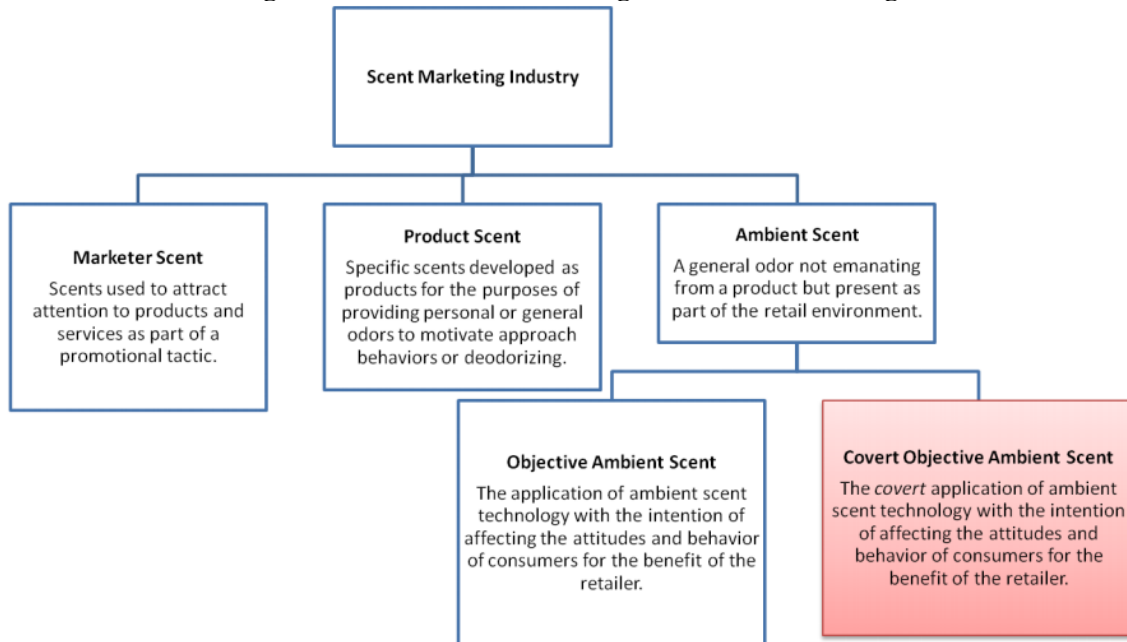 Scent Marketing Industry
Marketer Scent
Scents used to attract
attention to products and
services as part of a
promotional tactic.
Product Scent
Specific scents developed as
products for the purposes of
providing personal or general
odors to motivate approach
behaviors or deodorizing.
Ambient Scent
A general odor not emanating
from a product but present as
part of the retail environment.
Objective Ambient Scent
The application of ambient scent
technology with the intention of
affecting the attitudes and behavior
of consumers for the benefit of the
retailer.
Covert Objective Ambient Scent
The covert application of ambient
scent technology with the intention
of affecting the attitudes and
behavior of consumers for the
benefit of the retailer.